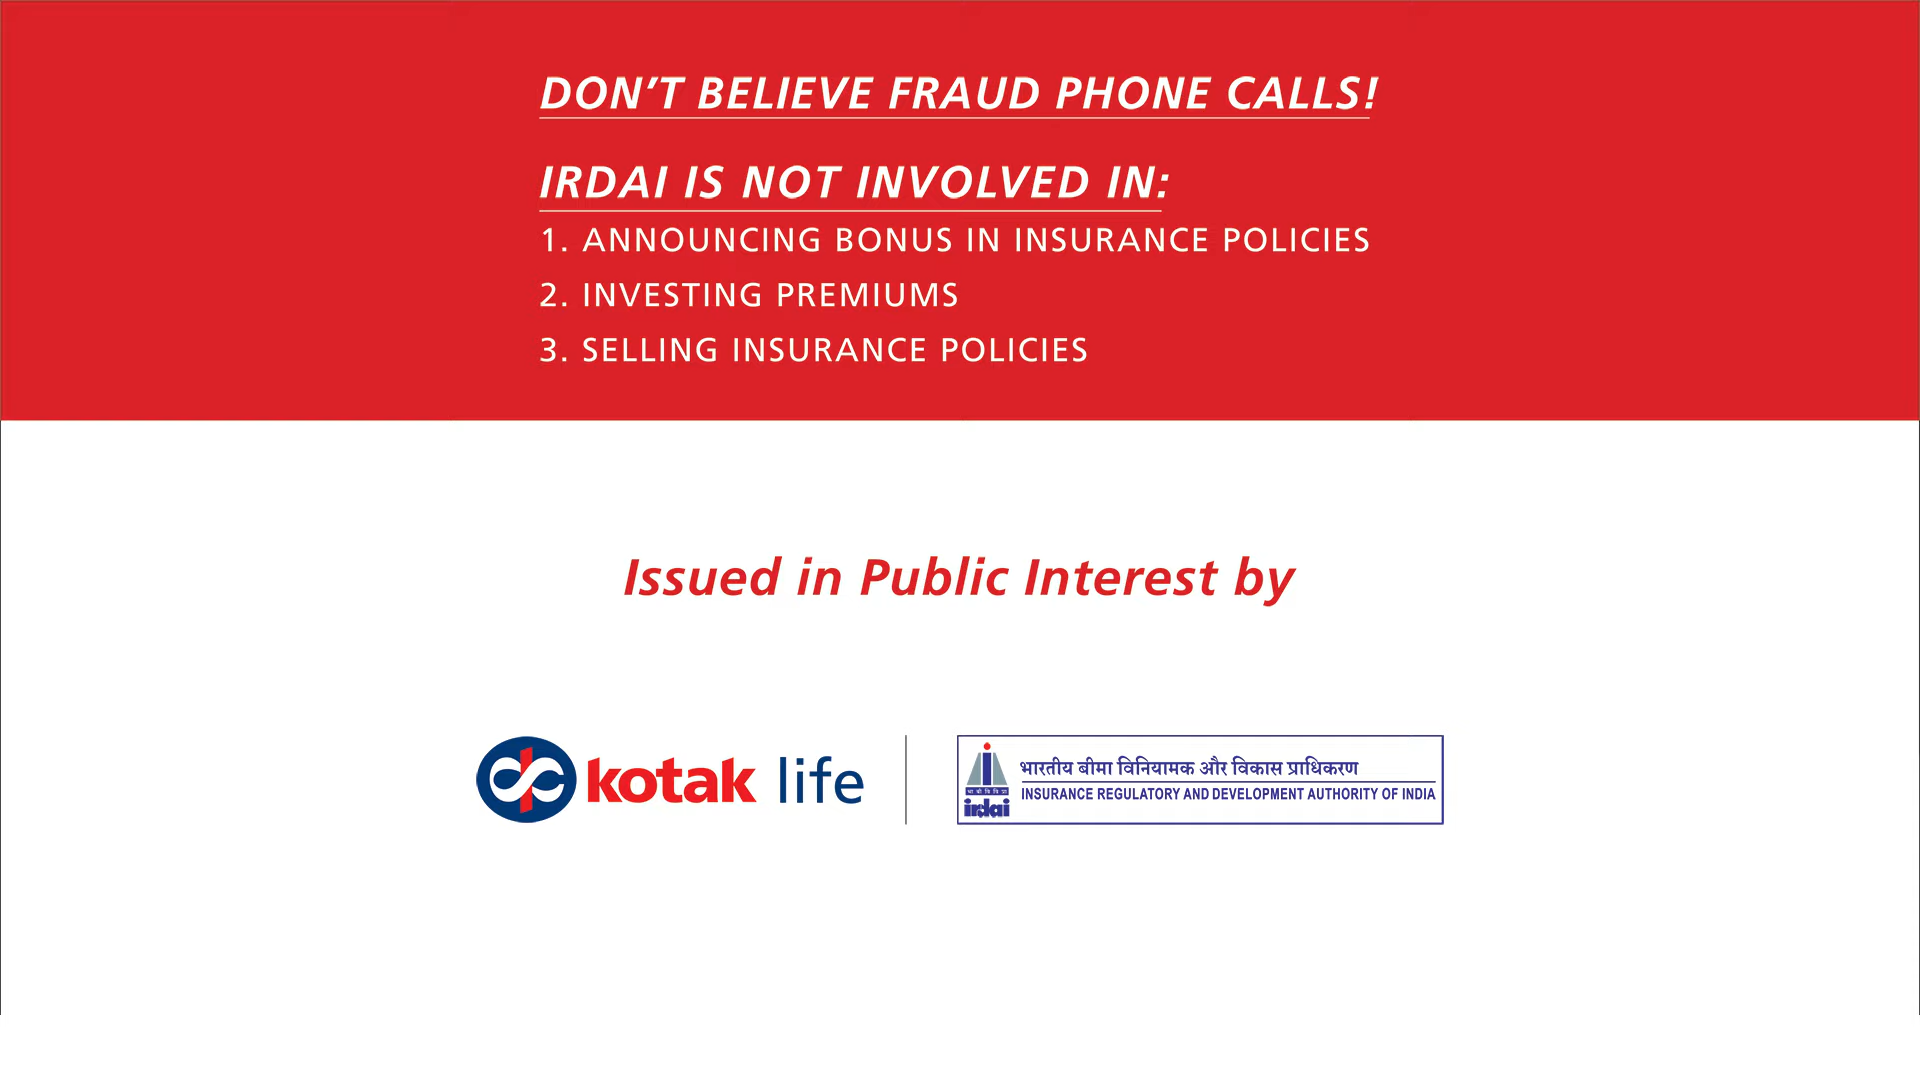 DON’T BELIEVE FRAUD PHONE CALLS!
IRDAI IS NOT INVOLVED IN:
1. ANNOUNCING BONUS IN INSURANCE POLICIES
2. INVESTING PREMIUMS
3. SELLING INSURANCE POLICIES
Issued in Public Interest by
kotak life
भारतीय बीमा विनियामक और विकास प्राधिकरण
INSURANCE REGULATORY AND DEVELOPMENT AUTHORITY OF INDIA
भा बी वि वि प्रा
irdai